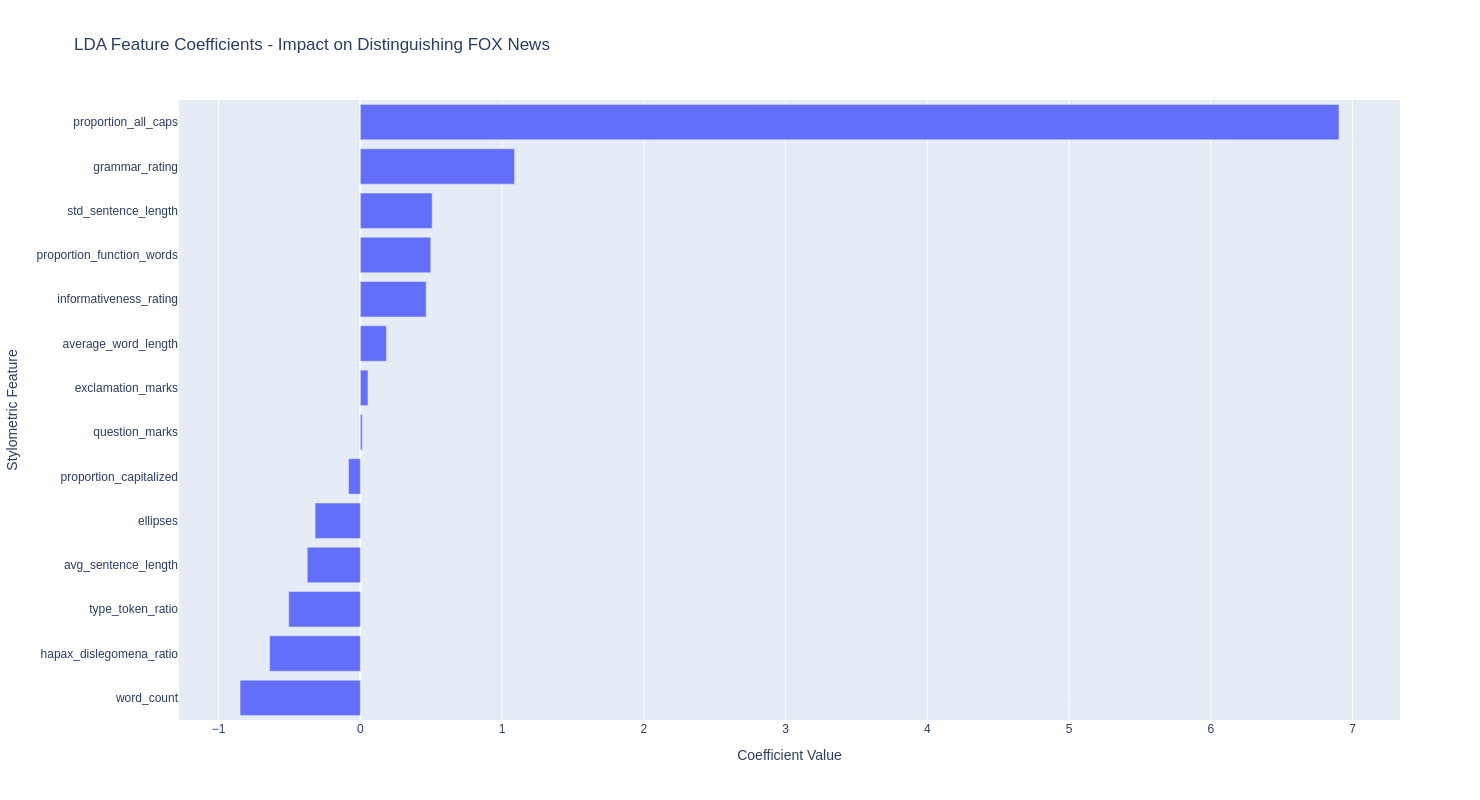 LDA Feature Coefficients - Impact on Distinguishing FOX News
Stylometric Feature
proportion_all_caps
grammar_rating
std_sentence_length
proportion_function_words
informativeness_rating
average_word_length
exclamation_marks
question_marks
proportion_capitalized
ellipses
avg_sentence_length
type_token_ratio
hapax_dislegomena_ratio
word_count
−1 0 1 2 3 4 5 6 7
Coefficient Value